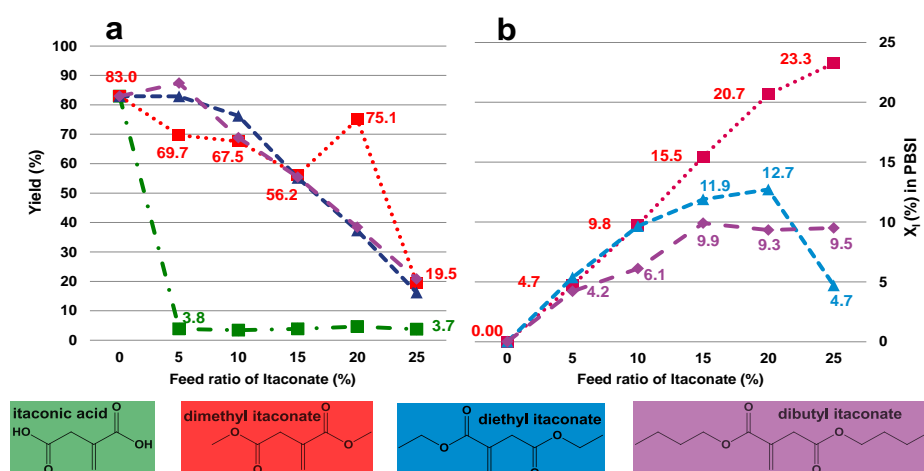 a
Yield (%)
100
90
80
70
60
50
40
30
20
10
0
83.0
69.7
67.5
56.2
75.1
19.5
3.8
3.7
0 5 10 15 20 25
Feed ratio of Itaconate (%)
b
25
20
15
10
5
0
X_I(%) in PBSI
0.00
4.7
9.8
15.5
20.7
23.3
11.9
12.7
4.7
4.2
6.1
9.9
9.3
9.5
0 5 10 15 20 25
Feed ratio of Itaconate (%)
itaconic acid
O
HO
OH
O
dimethyl itaconate
O
O
O
O
diethyl itaconate
O
O
O
O
dibutyl itaconate
O
O
O
O